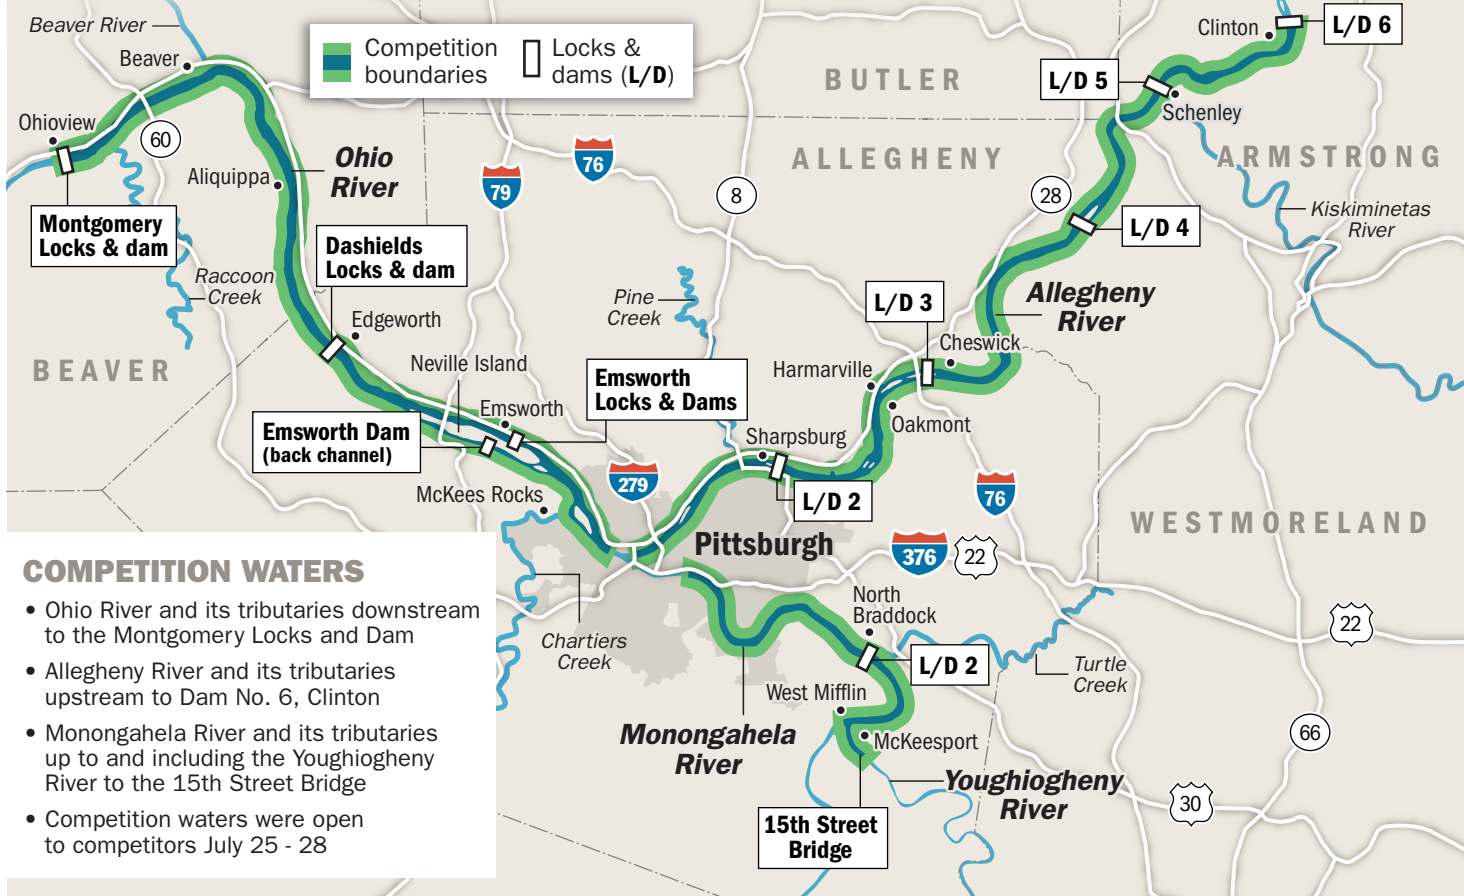 Beaver River
Beaver
Ohioview
60
Aliquippa
Ohio
River
Montgomery
Locks & dam
Raccoon
Creek
BEAVER
Competition
boundaries
Locks &
dams (L/D)
79
76
8
BUTLER
ALLEGHENY
28
Clinton
L/D 6
L/D 5
Schenley
ARMSTRONG
Kiskiminetas
River
L/D 4
Dashields
Locks & dam
Edgeworth
Neville Island
Pine
Creek
L/D 3
Allegheny
River
Cheswick
Harmarville
Oakmont
Emsworth
Locks & Dams
Emsworth
Emsworth Dam
(back channel)
Sharpsburg
L/D 2
279
McKees Rocks
76
WESTMORELAND
Pittsburgh
376
22
North
Braddock
22
Chartiers
Creek
L/D 2
Turtle
Creek
West Mifflin
Monongahela
River
McKeesport
66
Youghiogheny
River
30
15th Street
Bridge
COMPETITION WATERS
• Ohio River and its tributaries downstream
to the Montgomery Locks and Dam
• Allegheny River and its tributaries
upstream to Dam No. 6, Clinton
• Monongahela River and its tributaries
up to and including the Youghiogheny
River to the 15th Street Bridge
• Competition waters were open
to competitors July 25 - 28